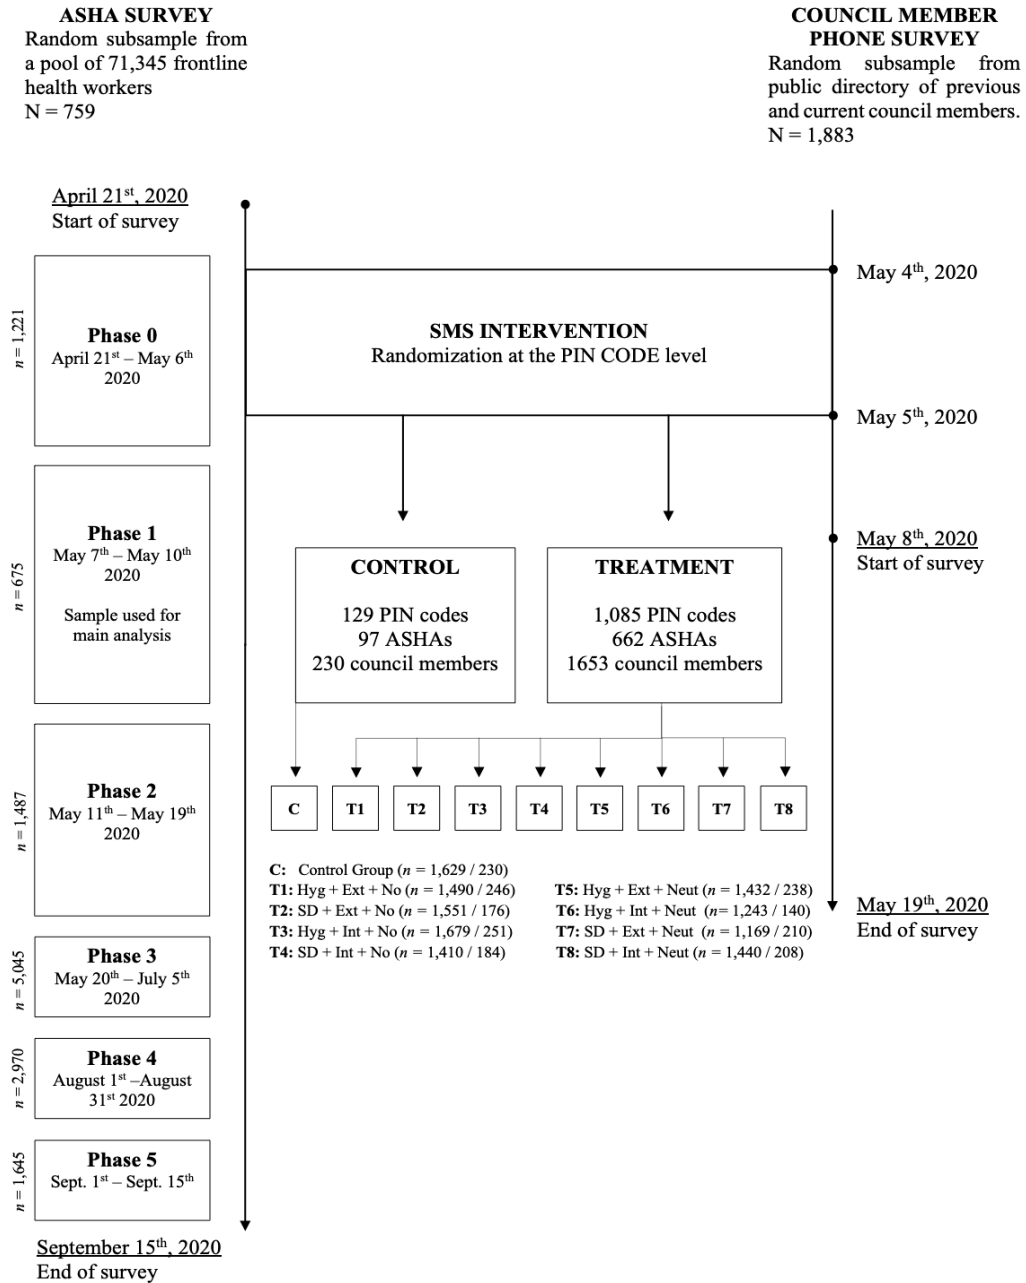 ASHA SURVEY
Random subsample from
a pool of 71,345 frontline
health workers
N = 759
COUNCIL MEMBER
PHONE SURVEY
Random subsample from
public directory of previous
and current council members.
N = 1,883
April 21st, 2020
Start of survey
n = 1,221
Phase 0
April 21st – May 6th
2020
SMS INTERVENTION
Randomization at the PIN CODE level
May 4th, 2020
May 5th, 2020
n = 675
Phase 1
May 7th – May 10th
2020
Sample used for
main analysis
CONTROL
129 PIN codes
97 ASHAs
230 council members
TREATMENT
1,085 PIN codes
662 ASHAs
1653 council members
May 8th, 2020
Start of survey
n = 1,487
Phase 2
May 11th – May 19th
2020
C
T1
T2
T3
T4
T5
T6
T7
T8
C: Control Group (n = 1,629 / 230)
T1: Hyg + Ext + No (n = 1,490 / 246)
T2: SD + Ext + No (n = 1,551 / 176)
T3: Hyg + Int + No (n = 1,679 / 251)
T4: SD + Int + No (n = 1,410 / 184)
T5: Hyg + Ext + Neut (n = 1,432 / 238)
T6: Hyg + Int + Neut (n= 1,243 / 140)
T7: SD + Ext + Neut (n = 1,169 / 210)
T8: SD + Int + Neut (n = 1,440 / 208)
May 19th, 2020
End of survey
n = 5,045
Phase 3
May 20th – July 5th
2020
n = 2,970
Phase 4
August 1st –August
31st 2020
n = 1,645
Phase 5
Sept. 1st – Sept. 15th
September 15th, 2020
End of survey